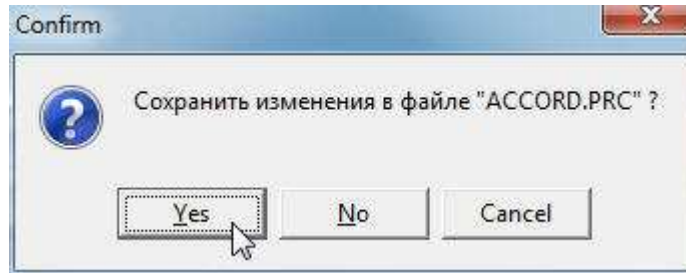 Confirm
Сохранить изменения в файле "ACCORD.PRC" ?
Yes
No
Cancel